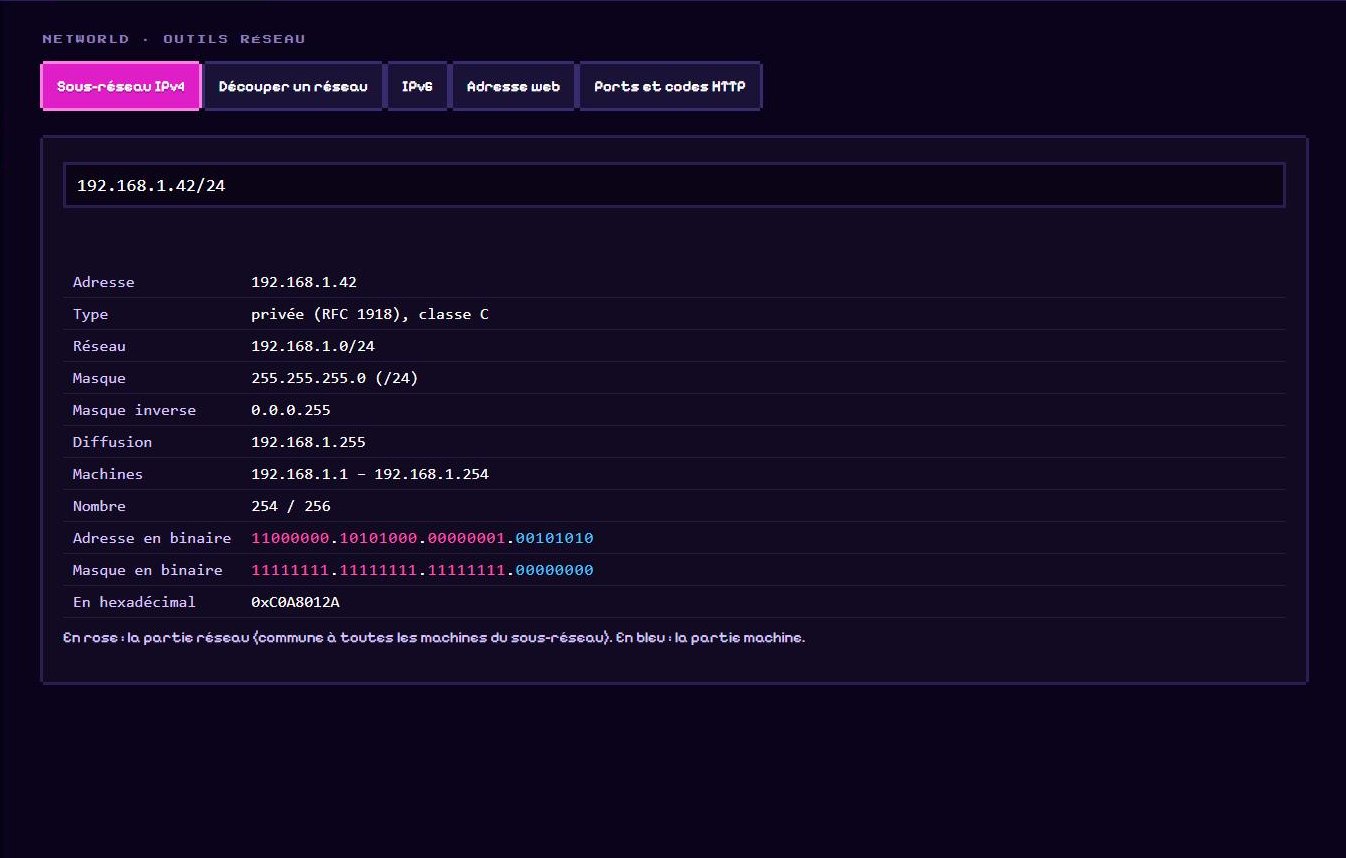 NETWORLD · OUTILS RéSEAU
Sous-réseau IPv4 Découper un réseau IPv6 Adresse web Ports et codes HTTP
192.168.1.42/24
Adresse 192.168.1.42
Type privée (RFC 1918), classe C
Réseau 192.168.1.0/24
Masque 255.255.255.0 (/24)
Masque inverse 0.0.0.255
Diffusion 192.168.1.255
Machines 192.168.1.1 – 192.168.1.254
Nombre 254 / 256
Adresse en binaire 11000000.10101000.00000001.00101010
Masque en binaire 11111111.11111111.11111111.00000000
En hexadécimal 0xC0A8012A
En rose : la partie réseau (commune à toutes les machines du sous-réseau). En bleu : la partie machine.